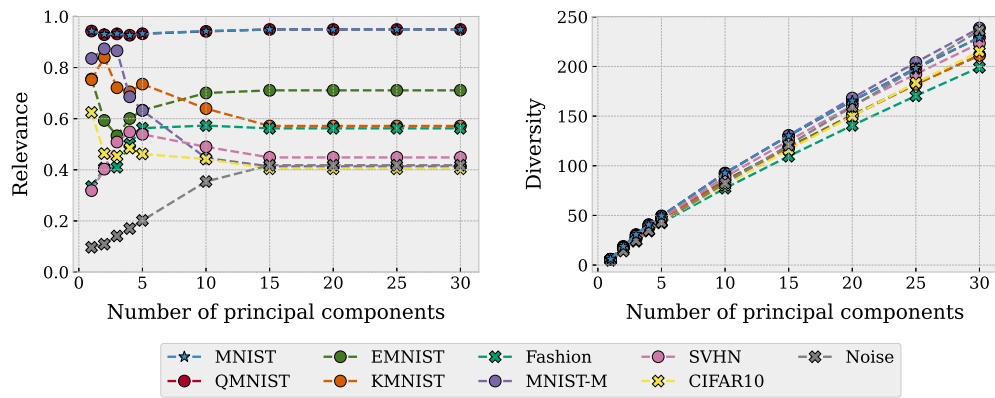 1.0
0.8
0.6
0.4
0.2
0.0
Relevance
0 5 10 15 20 25 30
Number of principal components
250
200
150
100
50
0
Diversity
0 5 10 15 20 25 30
Number of principal components
MNIST EMNIST Fashion SVHN Noise
QMNIST KMNIST MNIST-M CIFAR10